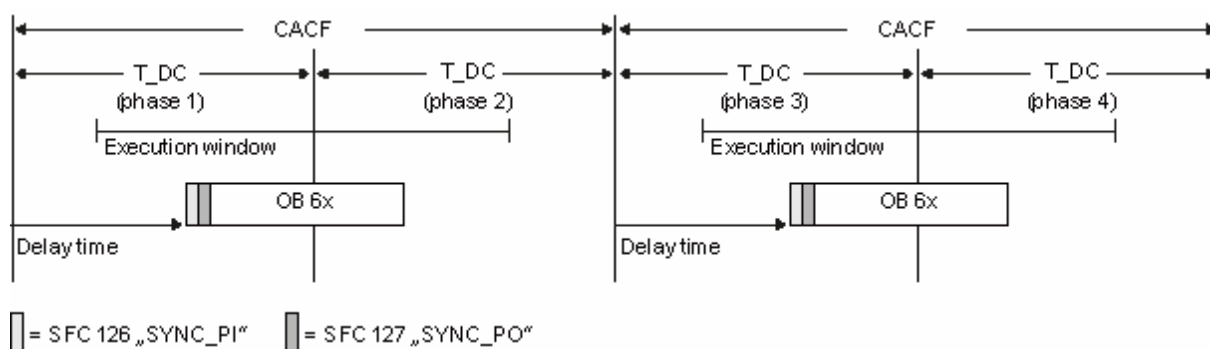 CACF CACF
T_DC T_DC T_DC T_DC
(phase 1) (phase 2) (phase 3) (phase 4)
Execution window Execution window
OB 6x OB 6x
Delay time Delay time
= SFC 126 „SYNC_PI“ = SFC 127 „SYNC_PO“